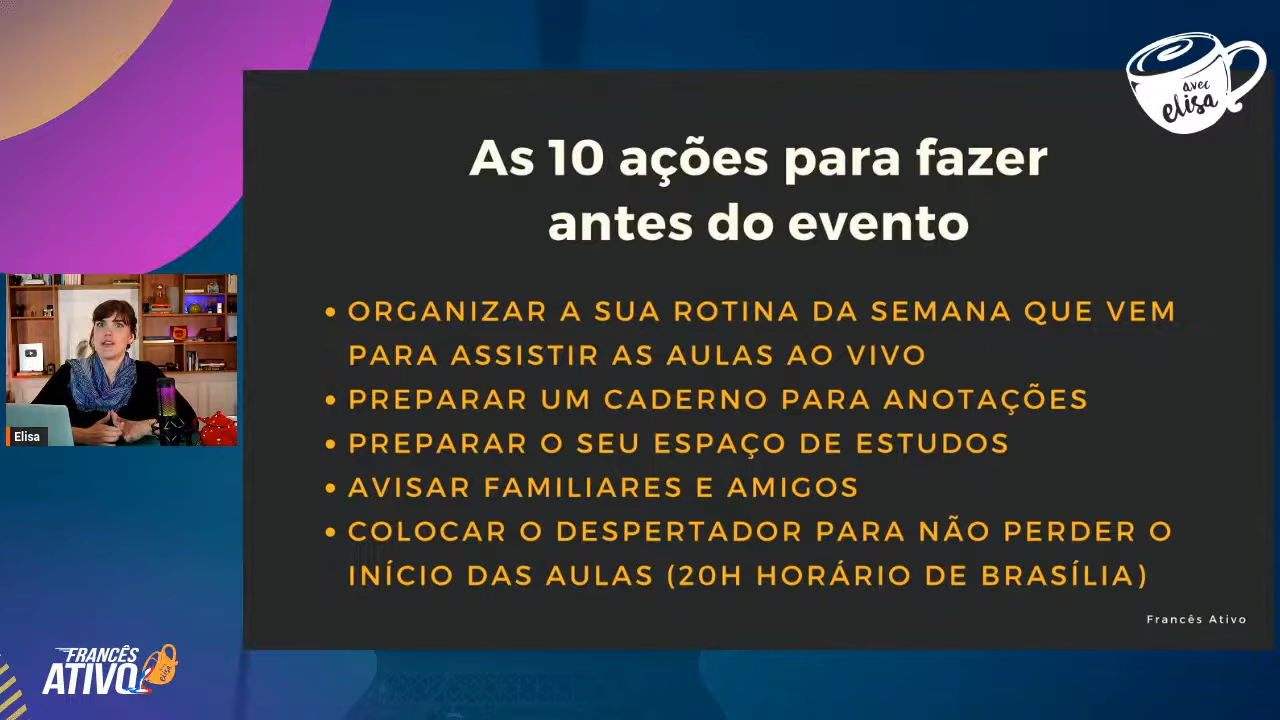 avec
elisa
As 10 ações para fazer
antes do evento
• ORGANIZAR A SUA ROTINA DA SEMANA QUE VEM
PARA ASSISTIR AS AULAS AO VIVO
• PREPARAR UM CADERNO PARA ANOTAÇÕES
• PREPARAR O SEU ESPAÇO DE ESTUDOS
• AVISAR FAMILIARES E AMIGOS
• COLOCAR O DESPERTADOR PARA NÃO PERDER O
INÍCIO DAS AULAS (20H HORÁRIO DE BRASÍLIA)
Francês Ativo
Elisa
FRANCÊS
ATIVO
elisa